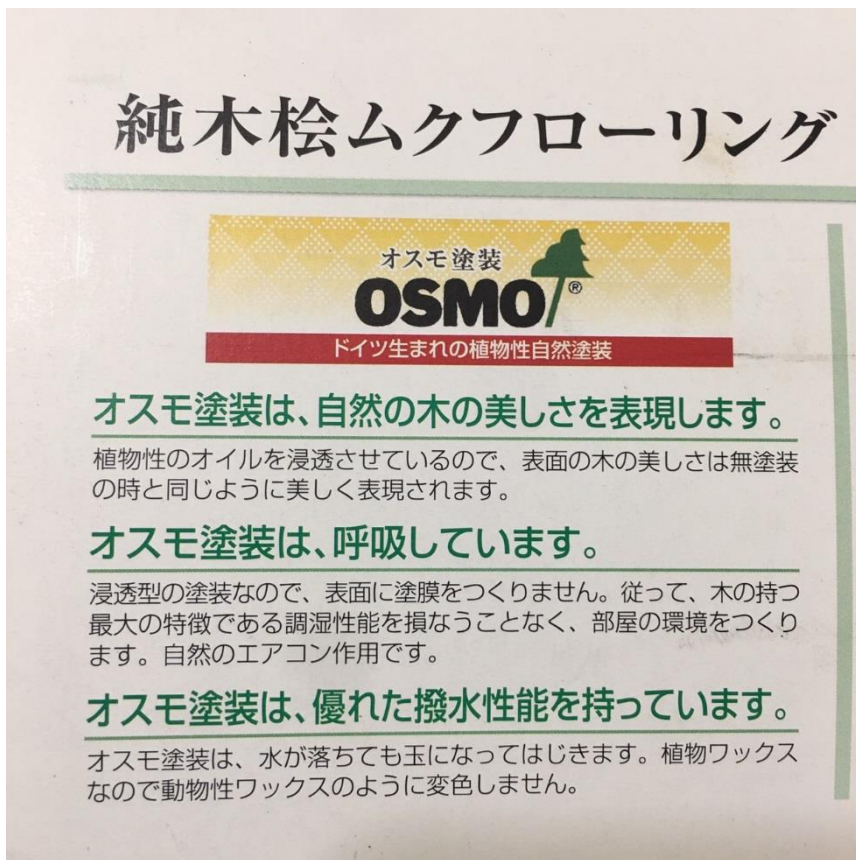 純木桧ムクフローリング
オスモ塗装
OSMO®
ドイツ生まれの植物性自然塗装
オスモ塗装は、自然の木の美しさを表現します。
植物性のオイルを浸透させているので、表面の木の美しさは無塗装
の時と同じように美しく表現されます。
オスモ塗装は、呼吸しています。
浸透型の塗装なので、表面に塗膜をつくりません。従って、木の持つ
最大の特徴である調湿性能を損なうことなく、部屋の環境をつくり
ます。自然のエアコン作用です。
オスモ塗装は、優れた撥水性能を持っています。
オスモ塗装は、水が落ちても玉になってはじきます。植物ワックス
なので動物性ワックスのように変色しません。